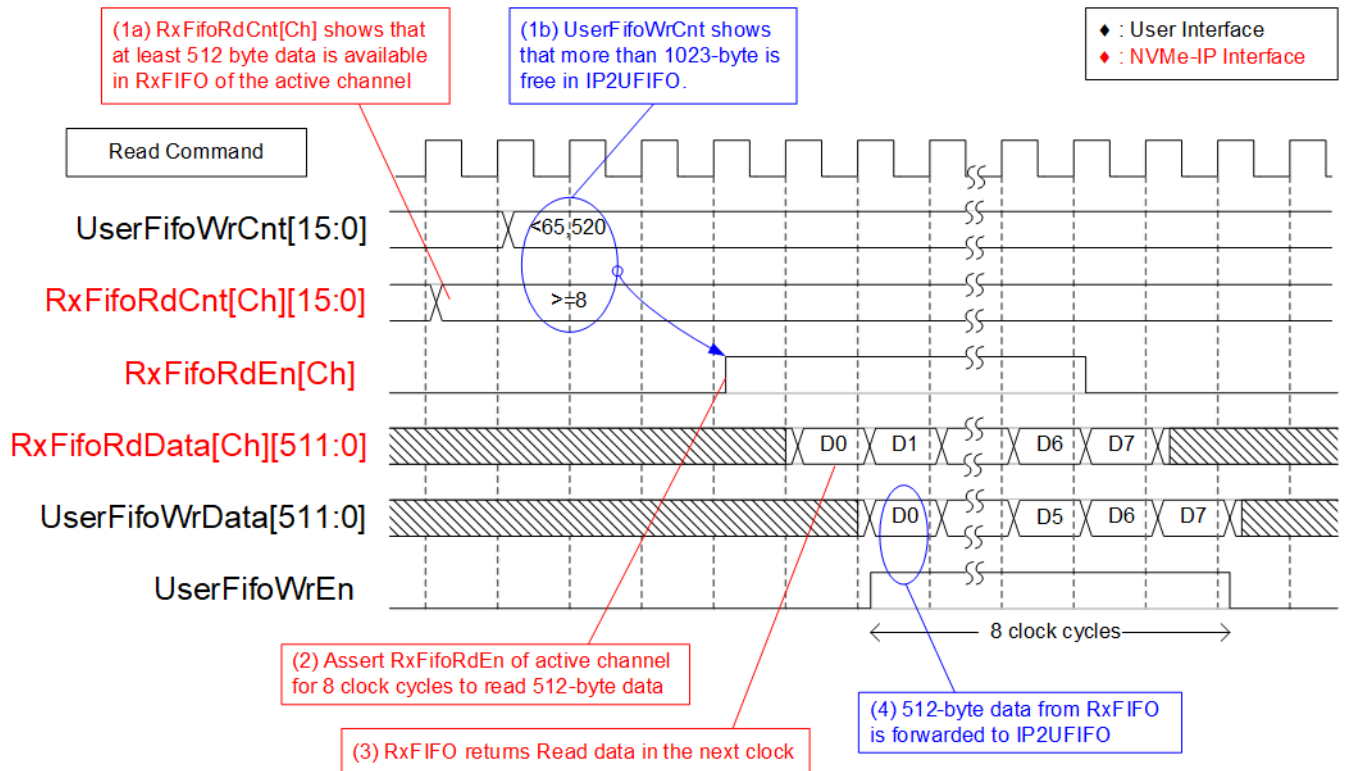 (1a) RxFifoRdCnt[Ch] shows that
at least 512 byte data is available
in RxFIFO of the active channel
(1b) UserFifoWrCnt shows
that more than 1023-byte is
free in IP2UFIFO.
♦ : User Interface
♦ : NVMe-IP Interface
Read Command
UserFifoWrCnt[15:0]
<65,520
RxFifoRdCnt[Ch][15:0]
>=8
RxFifoRdEn[Ch]
RxFifoRdData[Ch][511:0]
D0 D1 D6 D7
UserFifoWrData[511:0]
D0 D5 D6 D7
UserFifoWrEn
8 clock cycles
(2) Assert RxFifoRdEn of active channel
for 8 clock cycles to read 512-byte data
(3) RxFIFO returns Read data in the next clock
(4) 512-byte data from RxFIFO
is forwarded to IP2UFIFO